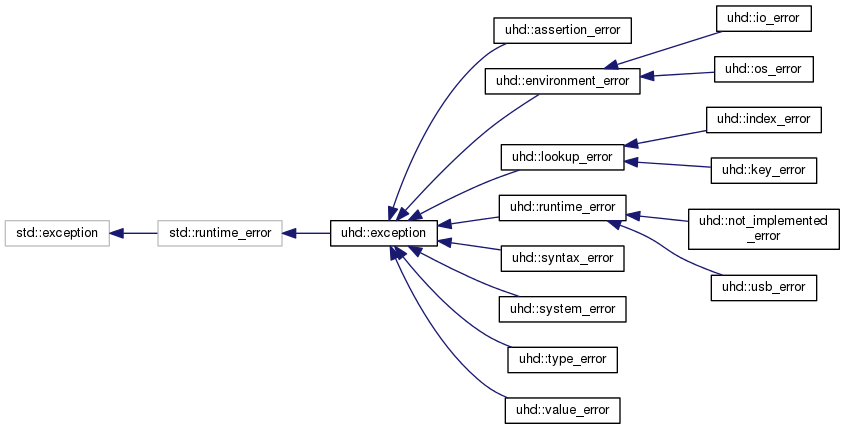 std::exception
std::runtime_error
uhd::exception
uhd::assertion_error
uhd::environment_error
uhd::io_error
uhd::os_error
uhd::lookup_error
uhd::index_error
uhd::key_error
uhd::runtime_error
uhd::not_implemented
_error
uhd::usb_error
uhd::syntax_error
uhd::system_error
uhd::type_error
uhd::value_error